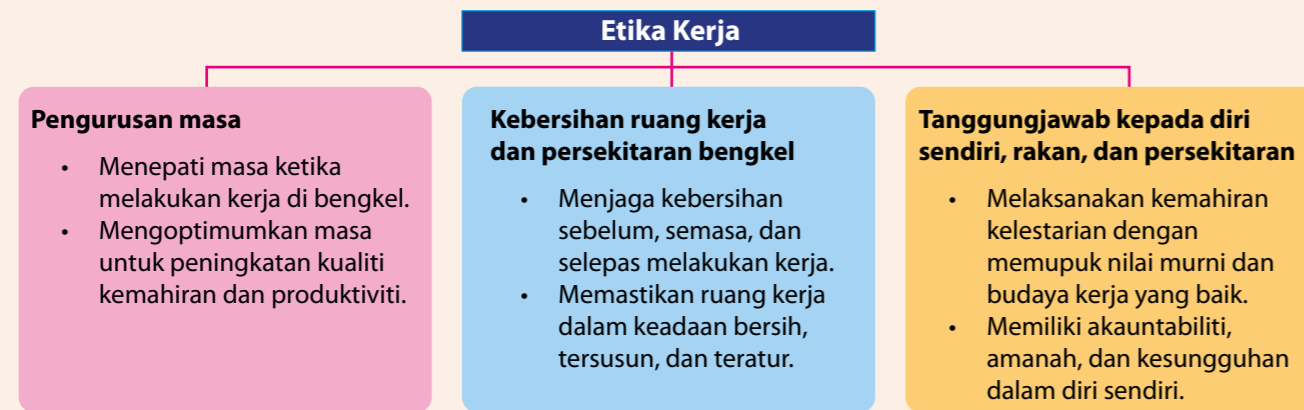 Etika Kerja
Pengurusan masa
• Menepati masa ketika
melakukan kerja di bengkel.
• Mengoptimumkan masa
untuk peningkatan kualiti
kemahiran dan produktiviti.
Kebersihan ruang kerja
dan persekitaran bengkel
• Menjaga kebersihan
sebelum, semasa, dan
selepas melakukan kerja.
• Memastikan ruang kerja
dalam keadaan bersih,
tersusun, dan teratur.
Tanggungjawab kepada diri
sendiri, rakan, dan persekitaran
• Melaksanakan kemahiran
kelestarian dengan
memupuk nilai murni dan
budaya kerja yang baik.
• Memiliki akauntabiliti,
amanah, dan kesungguhan
dalam diri sendiri.